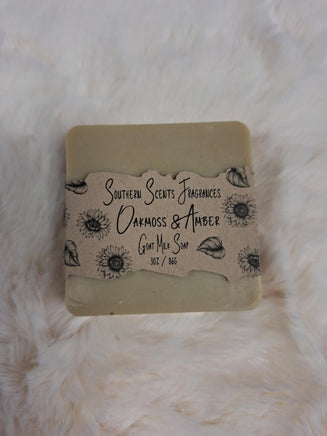 Southern Scents Fragrances
Oakmoss & Amber
Goat Milk Soap
3oz / 86g